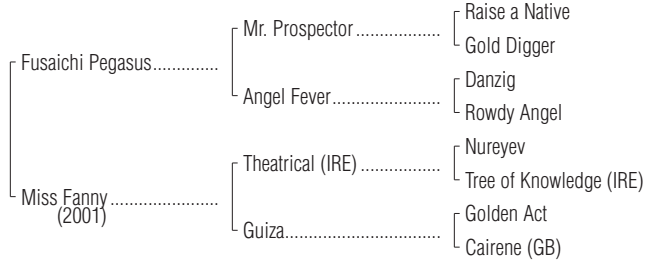 Raise a Native
Mr. Prospector ..................
Gold Digger
Fusaichi Pegasus..............
Danzig
Angel Fever.......................
Rowdy Angel
Nureyev
Theatrical (IRE) .................
Tree of Knowledge (IRE)
Miss Fanny .......................
(2001)
Golden Act
Guiza.................................
Cairene (GB)